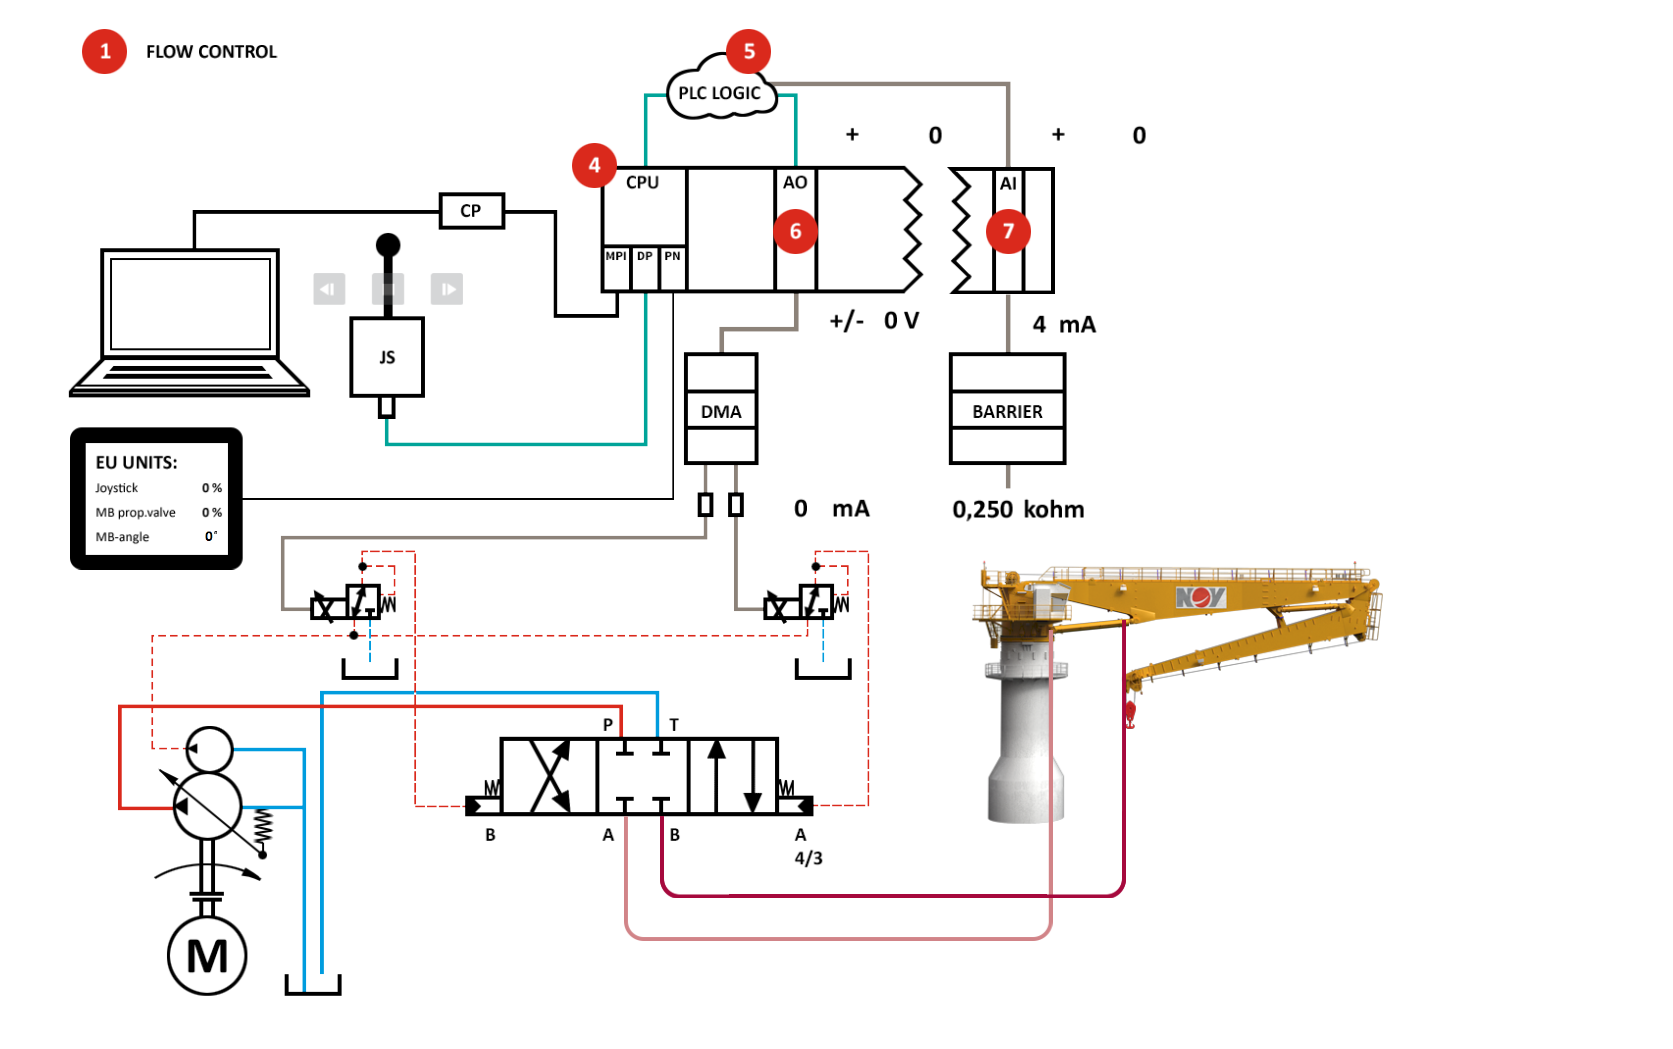 1 FLOW CONTROL
5
PLC LOGIC
+ 0 + 0
4
CPU
AO
AI
CP
6
7
MPI DP PN
+/- 0 V
4 mA
JS
DMA
BARRIER
EU UNITS:
Joystick 0 %
MB prop.valve 0 %
MB-angle 0°
0 mA
0,250 kohm
NOV
P T
B A B A
4/3
M